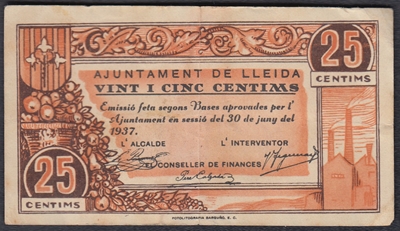 25
CENTIMS
AJUNTAMENT DE LLEIDA
VINT I CINC CENTIMS
Emissió feta segons Bases aprovades per l'
Ajuntament en sessió del 30 de juny del
1937.
L' ALCALDE
L' INTERVENTOR
EL CONSELLER DE FINANCES
25
CENTIMS